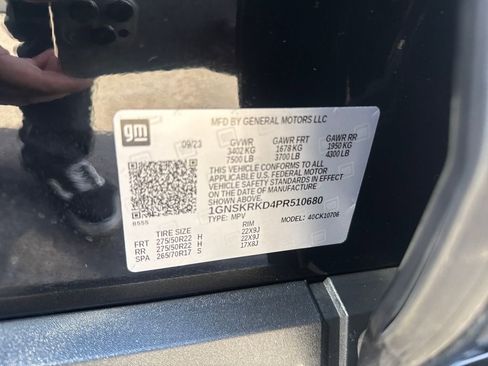 gm
MFD BY GENERAL MOTORS LLC
09/23 GVWR GAWR FRT GAWR RR
3402 KG 1678 KG 1950 KG
7500 LB 3700 LB 4300 LB
THIS VEHICLE CONFORMS TO ALL APPLICABLE
U.S. FEDERAL MOTOR VEHICLE SAFETY AND
THEFT PREVENTION STANDARDS IN EFFECT
ON THE DATE OF MANUFACTURE
SHOWN ABOVE.
1GNSKRKD4PR510680
TYPE: MPV MODEL: 40CK10706
TIRE SIZE RIM
FRT 275/50R22 H 22X9J
RR 275/50R22 H 22X9J
SPA 265/70R17 S 17X8J